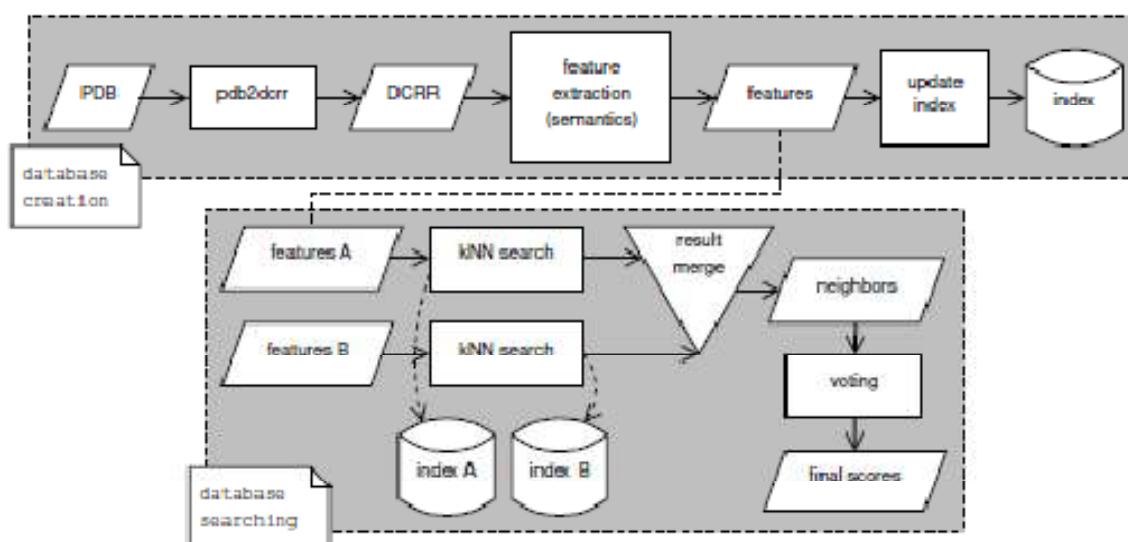 PDB
pdb2dcrr
DCRR
feature
extraction
(semantics)
features
update
index
index
database
creation
features A
kNN search
result
merge
neighbors
features B
kNN search
voting
index A
index B
final scores
database
searching